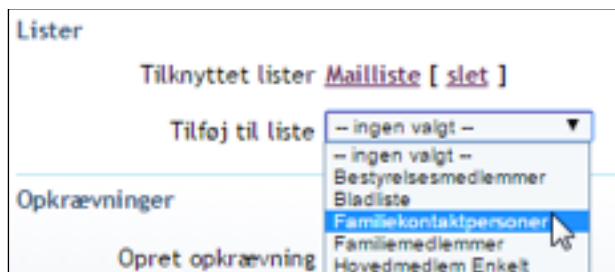 Lister
Tilknyttet lister Mailliste [ slet ]
Tilføj til liste -- ingen valgt --
-- ingen valgt --
Bestyrelsesmedlemmer
Bladliste
Familiekontaktpersoner
Familiemedlemmer
Hovedmedlem Enkelt
Opkrævninger
Opret opkrævning